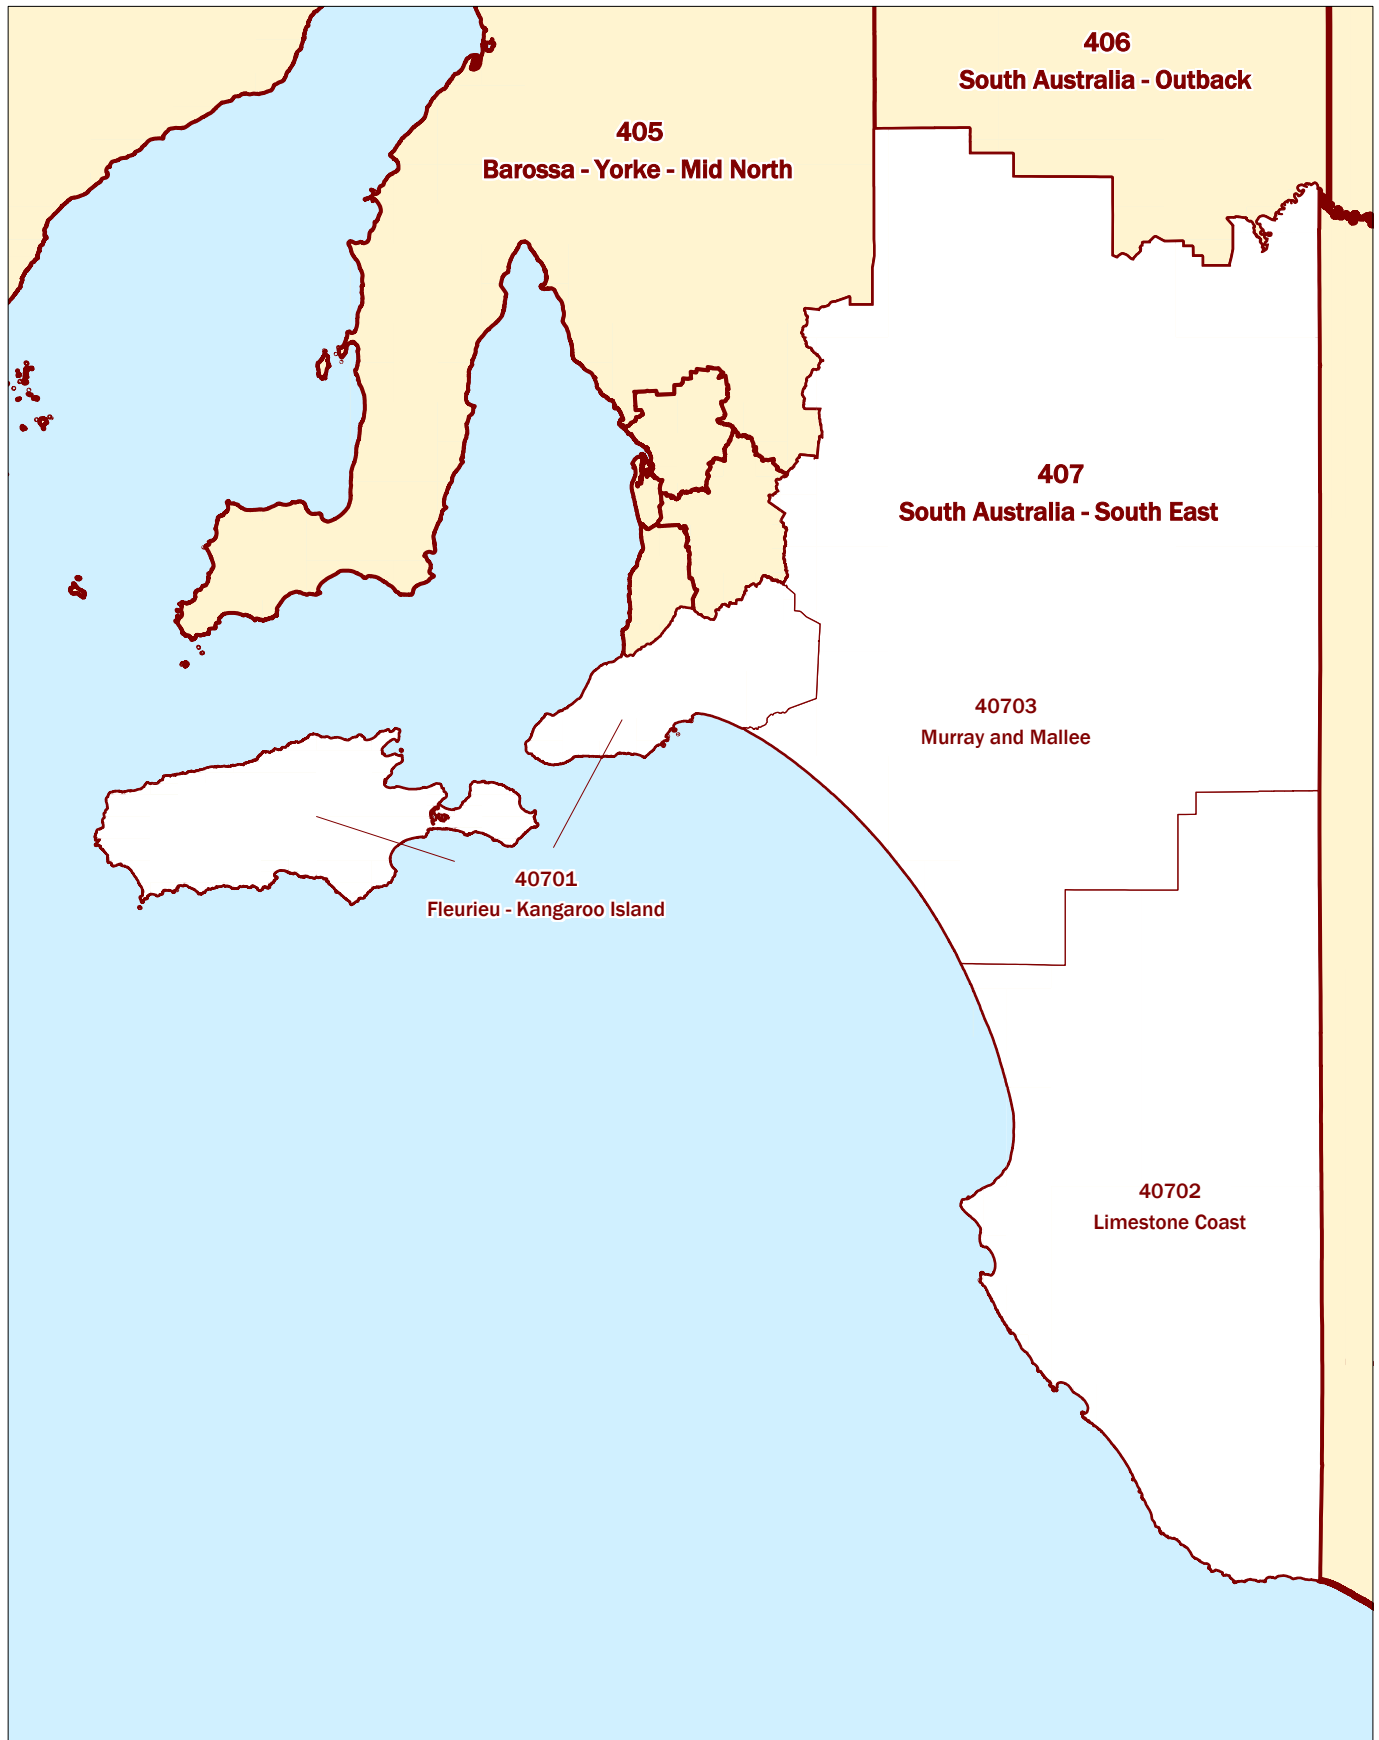 406
South Australia - Outback
405
Barossa - Yorke - Mid North
407
South Australia - South East
40703
Murray and Mallee
40701
Fleurieu - Kangaroo Island
40702
Limestone Coast